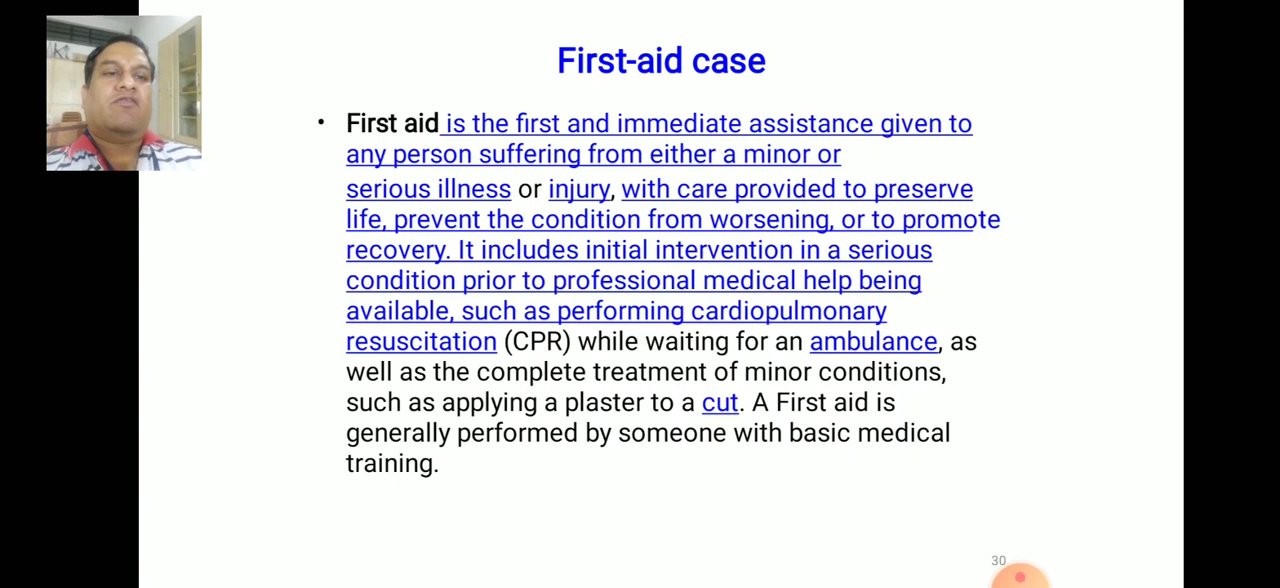 First-aid case
• First aid is the first and immediate assistance given to
any person suffering from either a minor or
serious illness or injury, with care provided to preserve
life, prevent the condition from worsening, or to promote
recovery. It includes initial intervention in a serious
condition prior to professional medical help being
available, such as performing cardiopulmonary
resuscitation (CPR) while waiting for an ambulance, as
well as the complete treatment of minor conditions,
such as applying a plaster to a cut. A First aid is
generally performed by someone with basic medical
training.
30